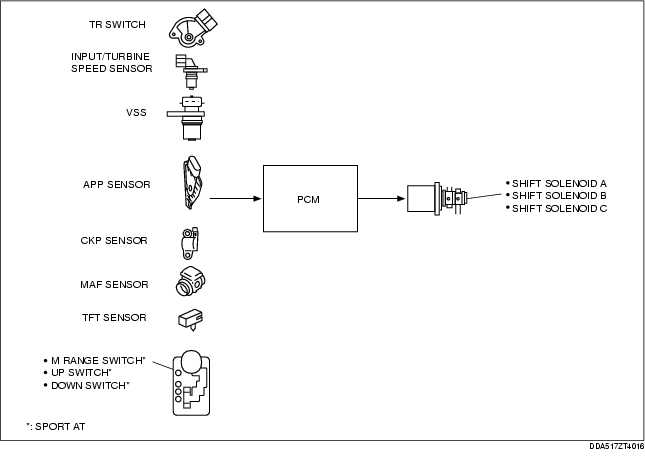 TR SWITCH
INPUT/TURBINE
SPEED SENSOR
VSS
APP SENSOR
PCM
• SHIFT SOLENOID A
• SHIFT SOLENOID B
• SHIFT SOLENOID C
CKP SENSOR
MAF SENSOR
TFT SENSOR
• M RANGE SWITCH*
• UP SWITCH*
• DOWN SWITCH*
*: SPORT AT
DDA517ZT4016